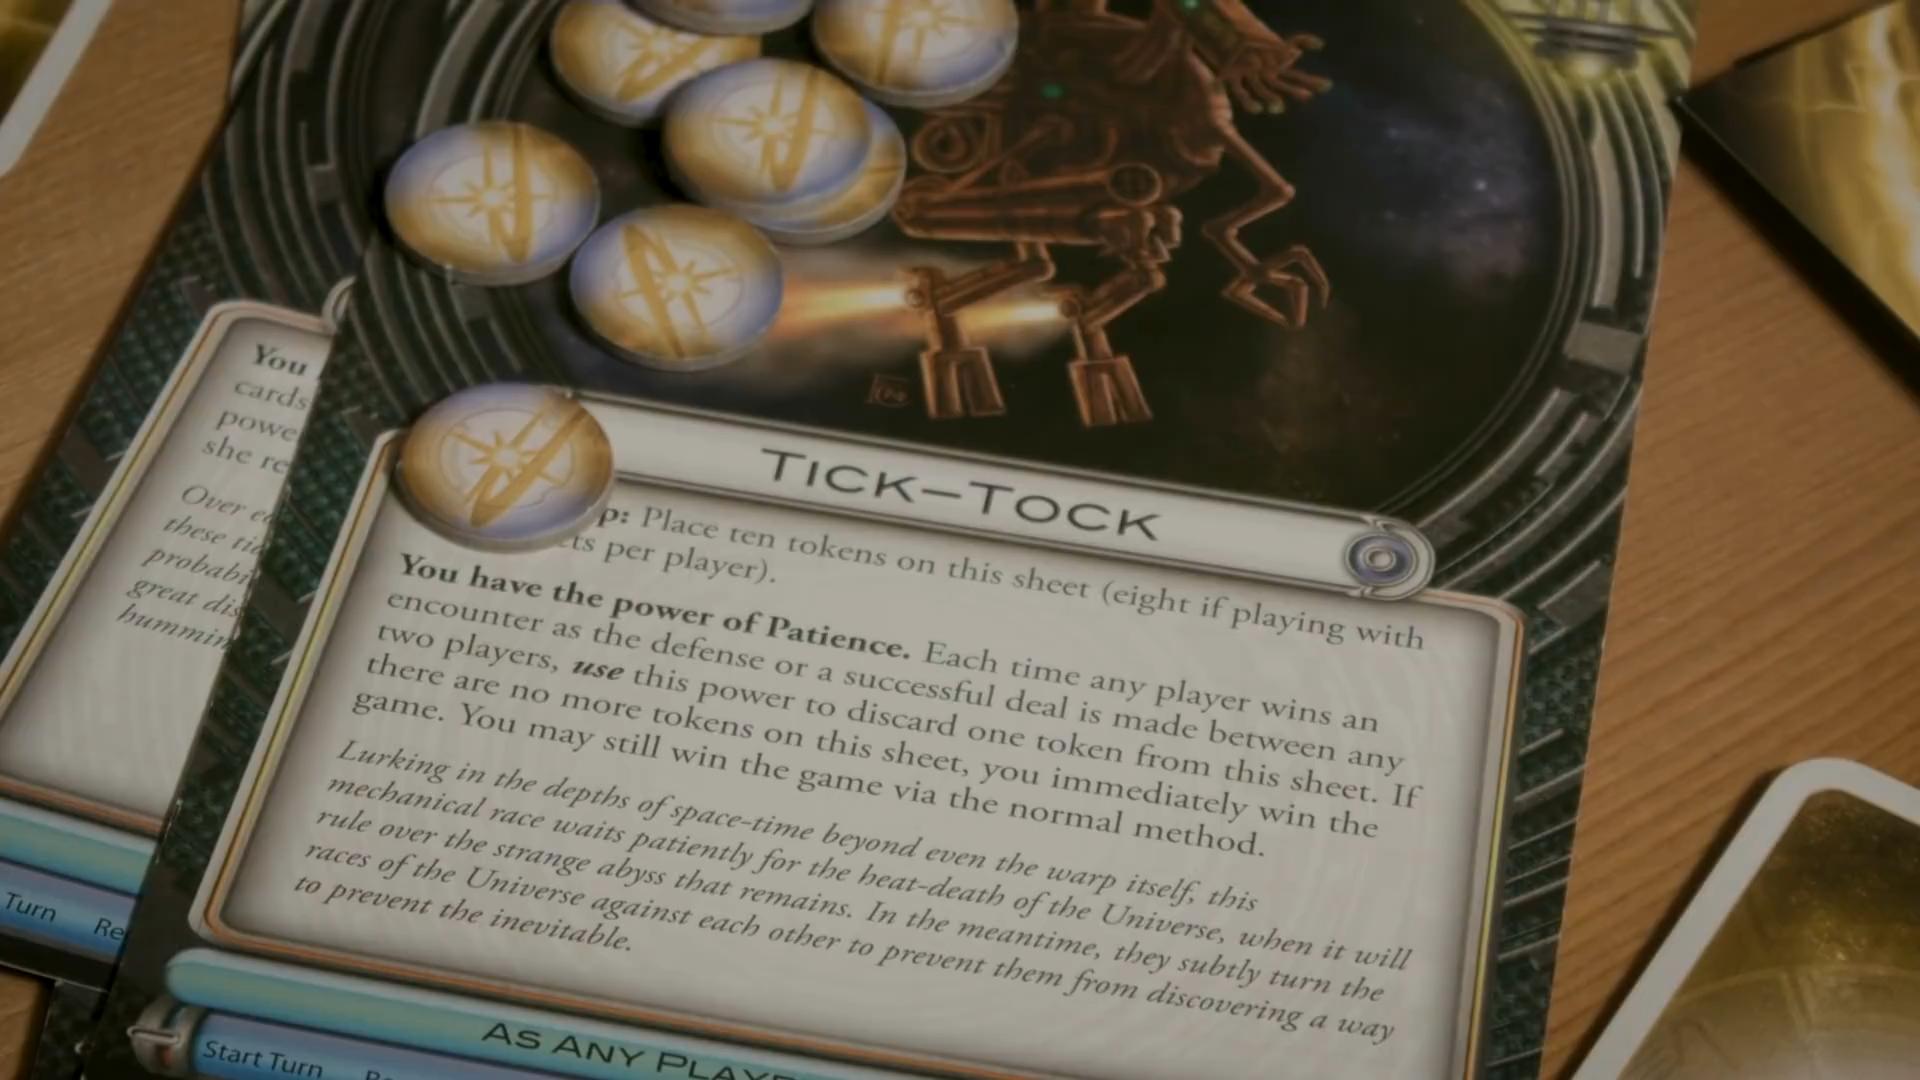 TICK-TOCK
p: Place ten tokens on this sheet (eight if playing with
ts per player).
You have the power of Patience. Each time any player wins an
encounter as the defense or a successful deal is made between any
two players, use this power to discard one token from this sheet. If
there are no more tokens on this sheet, you immediately win the
game. You may still win the game via the normal method.
Lurking in the depths of space-time beyond even the warp itself, this
mechanical race waits patiently for the heat-death of the Universe, when it will
rule over the strange abyss that remains. In the meantime, they subtly turn the
races of the Universe against each other to prevent them from discovering a way
to prevent the inevitable.
AS ANY PLAYE
Start Turn
You
cards
powe
she re
Over
these ti
probabi
great dis
hummin
Turn Re